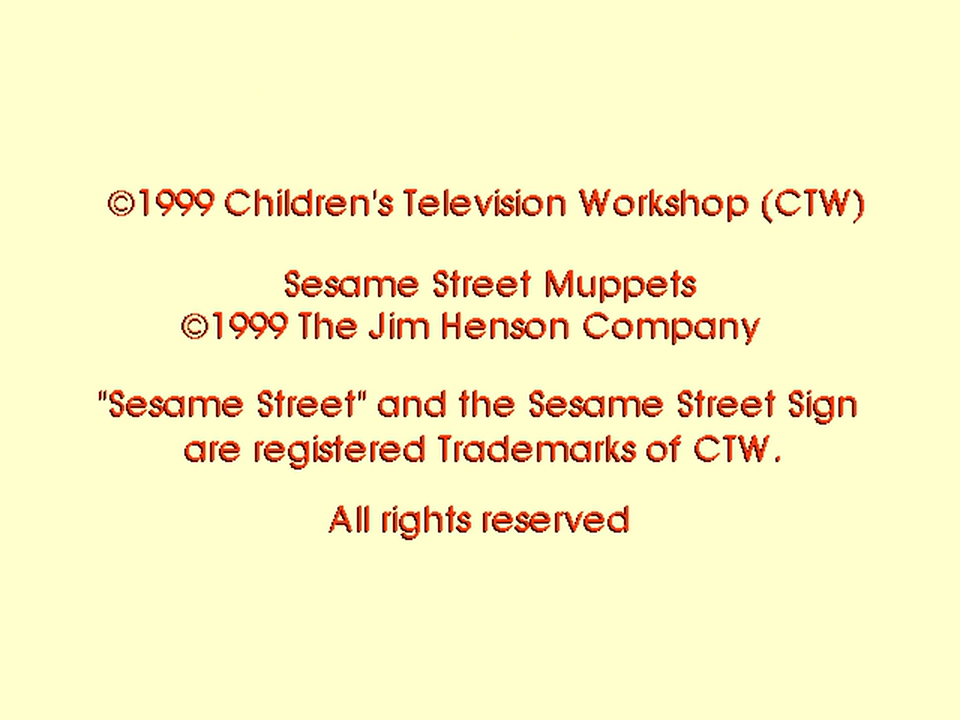 ©1999 Children's Television Workshop (CTW)
Sesame Street Muppets
©1999 The Jim Henson Company
"Sesame Street" and the Sesame Street Sign
are registered Trademarks of CTW.
All rights reserved